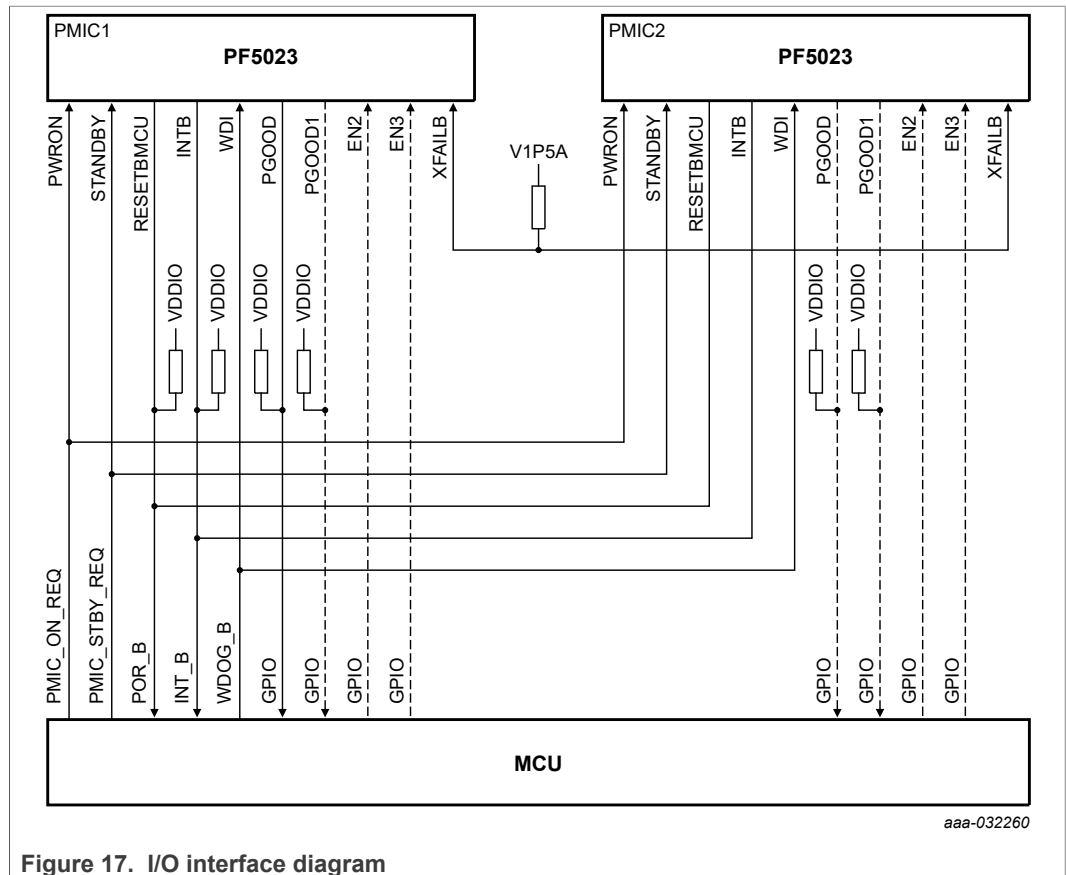 PMIC1
PF5023
PMIC2
PF5023
PWRON
STANDBY
RESETBMCU
INTB
WDI
PGOOD
PGOOD1
EN2
EN3
XFAILB
V1P5A
PWRON
STANDBY
RESETBMCU
INTB
WDI
PGOOD
PGOOD1
EN2
EN3
XFAILB
VDDIO
VDDIO
VDDIO
VDDIO
VDDIO
VDDIO
PMIC_ON_REQ
PMIC_STBY_REQ
POR_B
INT_B
WDOG_B
GPIO
GPIO
GPIO
GPIO
GPIO
GPIO
GPIO
GPIO
MCU
aaa-032260
Figure 17. I/O interface diagram